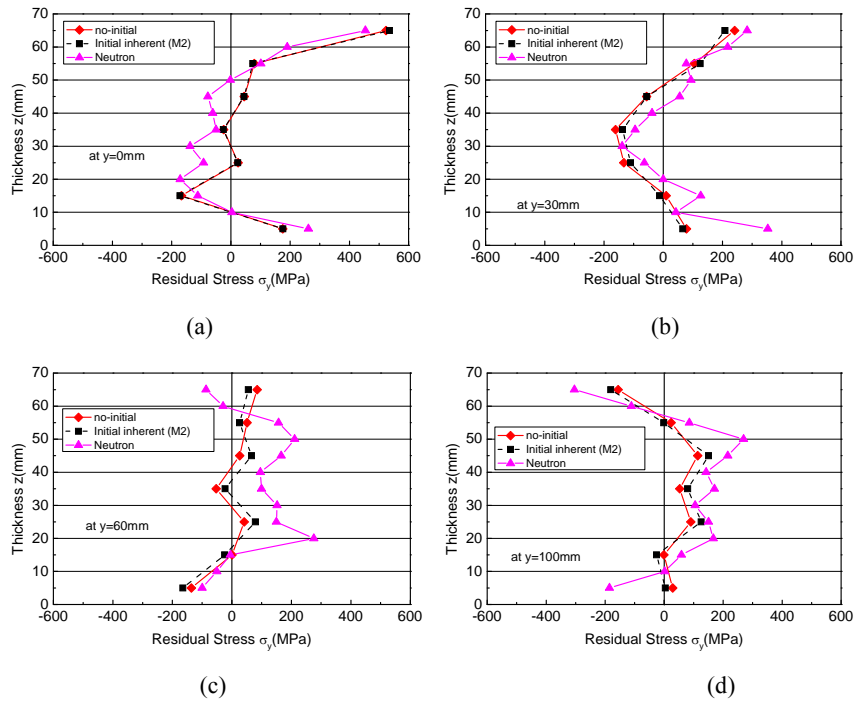 70
60
50
40
30
20
10
0
Thickness z(mm)
no-initial
Initial inherent (M2)
Neutron
at y=0mm
-600 -400 -200 0 200 400 600
Residual Stress σy(MPa)
(a)
70
60
50
40
30
20
10
0
Thickness z(mm)
no-initial
Initial inherent (M2)
Neutron
at y=30mm
-600 -400 -200 0 200 400 600
Residual Stress σy(MPa)
(b)
70
60
50
40
30
20
10
0
Thickness z(mm)
no-initial
Initial inherent (M2)
Neutron
at y=60mm
-600 -400 -200 0 200 400 600
Residual Stress σy(MPa)
(c)
70
60
50
40
30
20
10
0
Thickness z(mm)
no-initial
Initial inherent (M2)
Neutron
at y=100mm
-600 -400 -200 0 200 400 600
Residual Stress σy(MPa)
(d)